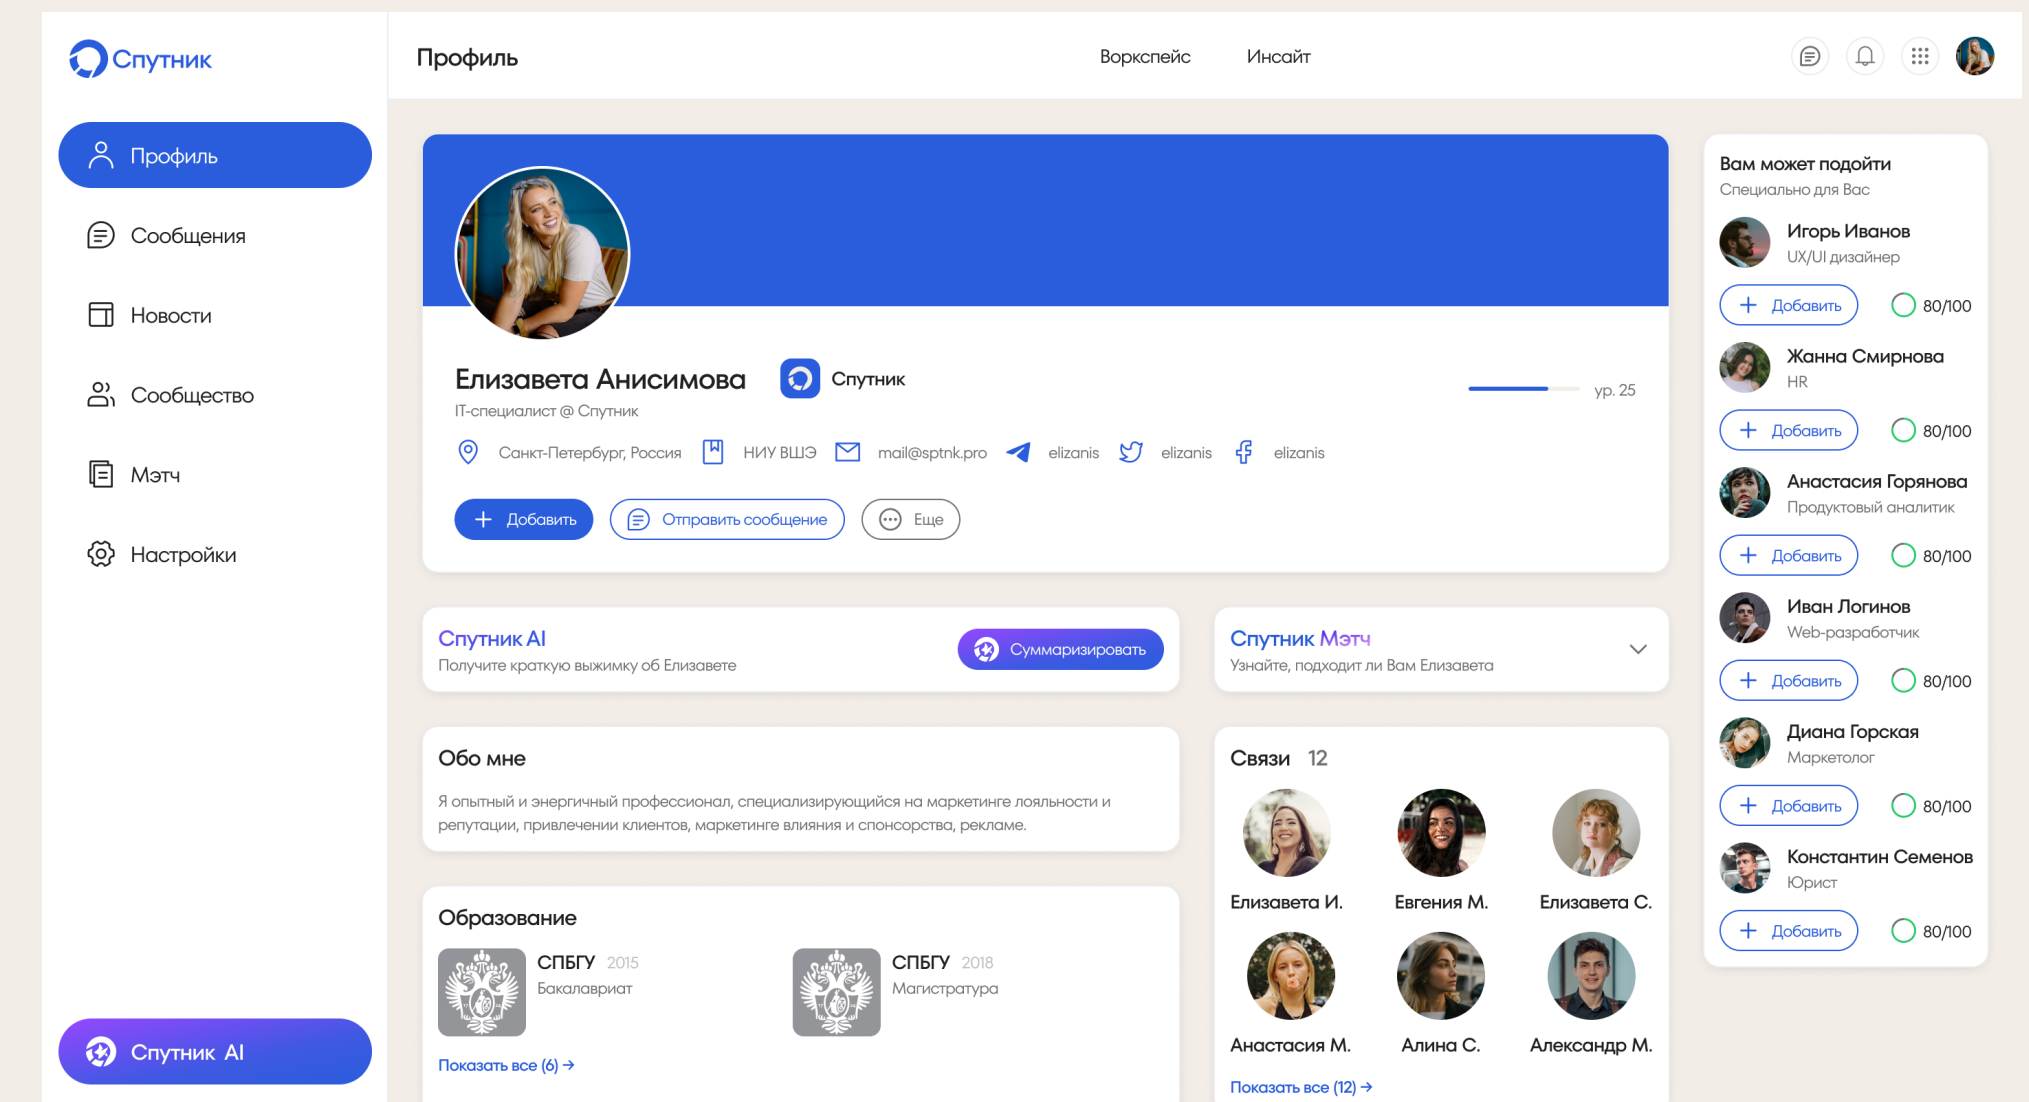 Спутник
Профиль
Воркспейс
Инсайт
Профиль
Сообщения
Новости
Сообщество
Мэтч
Настройки
Спутник AI
Елизавета Анисимова
Спутник
IT-специалист @ Спутник
ур. 25
Санкт-Петербург, Россия
НИУ ВШЭ
mail@sptnk.pro
elizanis
elizanis
elizanis
Добавить
Отправить сообщение
Еще
Спутник AI
Получите краткую выжимку об Елизавете
Суммаризировать
Спутник Мэтч
Узнайте, подходит ли Вам Елизавета
Обо мне
Я опытный и энергичный профессионал, специализирующийся на маркетинге лояльности и
репутации, привлечении клиентов, маркетинге влияния и спонсорства, рекламе.
Образование
СПБГУ 2015
Бакалавриат
СПБГУ 2018
Магистратура
Показать все (6) →
Связи 12
Елизавета И.
Евгения М.
Елизавета С.
Анастасия М.
Алина С.
Александр М.
Показать все (12) →
Вам может подойти
Специально для Вас
Игорь Иванов
UX/UI дизайнер
Добавить
80/100
Жанна Смирнова
HR
Добавить
80/100
Анастасия Горянова
Продуктовый аналитик
Добавить
80/100
Иван Логинов
Web-разработчик
Добавить
80/100
Диана Горская
Маркетолог
Добавить
80/100
Константин Семенов
Юрист
Добавить
80/100